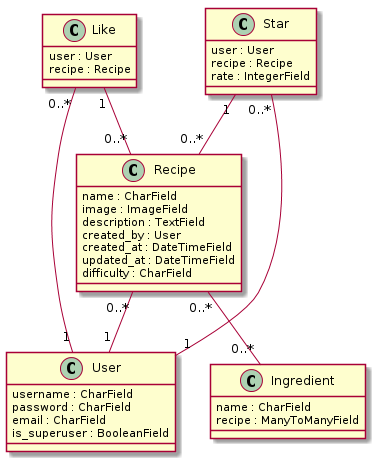 C Like
user : User
recipe : Recipe
C Star
user : User
recipe : Recipe
rate : IntegerField
0..* 1
1 0..*
0..* 0..*
C Recipe
name : CharField
image : ImageField
description : TextField
created_by : User
created_at : DateTimeField
updated_at : DateTimeField
difficulty : CharField
0..* 0..*
1 1 1 0..*
C User
username : CharField
password : CharField
email : CharField
is_superuser : BooleanField
C Ingredient
name : CharField
recipe : ManyToManyField